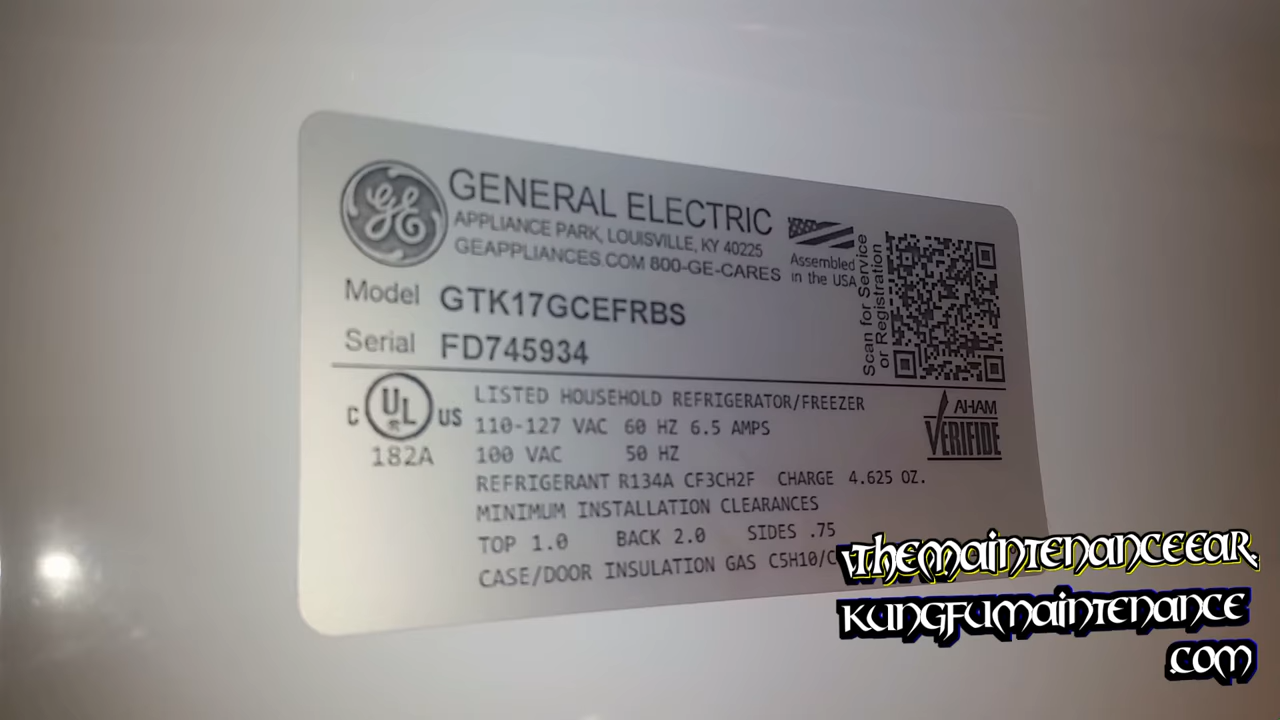 GE
GENERAL ELECTRIC
APPLIANCE PARK, LOUISVILLE, KY 40225
GEAPPLIANCES.COM 800-GE-CARES
Assembled
in the USA
Scan for Service
or Registration
Model GTK17GCEFRBS
Serial FD745934
C UL US
182A
LISTED HOUSEHOLD REFRIGERATOR/FREEZER
110-127 VAC 60 HZ 6.5 AMPS
100 VAC 50 HZ
REFRIGERANT R134A CF3CH2F CHARGE 4.625 OZ.
MINIMUM INSTALLATION CLEARANCES
TOP 1.0 BACK 2.0 SIDES .75
CASE/DOOR INSULATION GAS C5H10/C
AHAM
VERIFIDE
THEMAINTENANCEEAR
KUNGFUMAINTENANCE
.COM